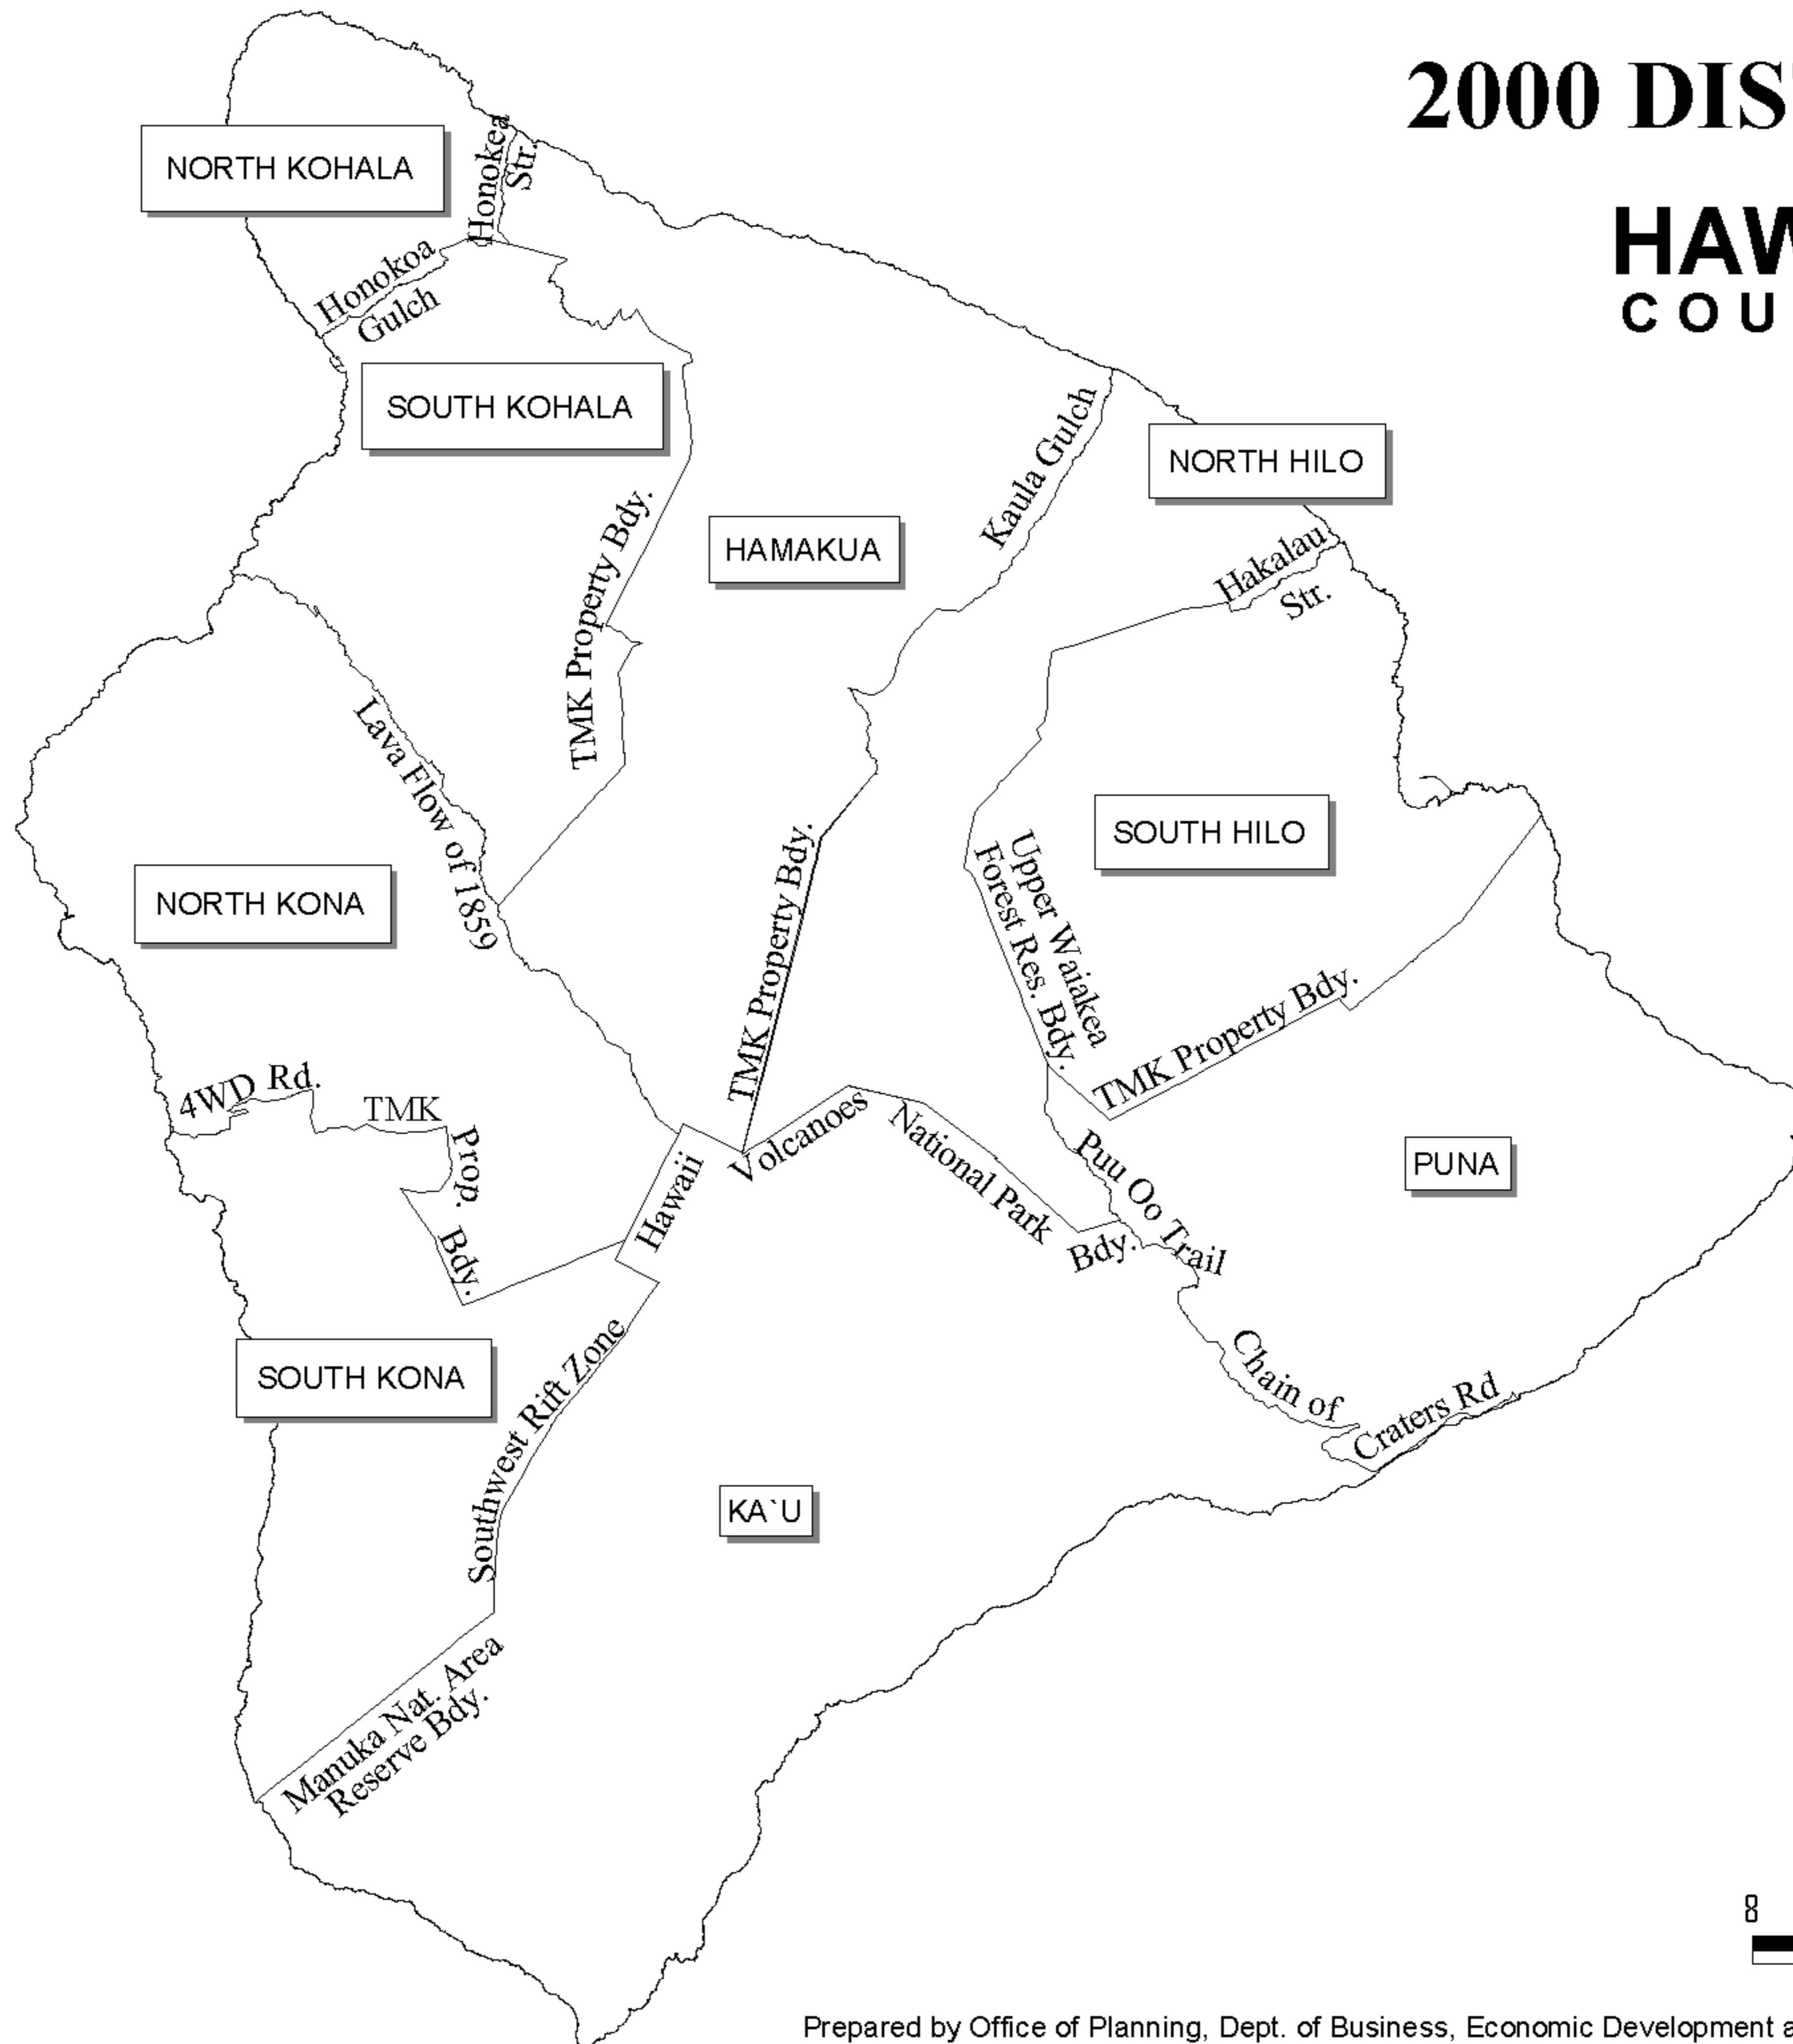 2000 DIS
HAW
COU
NORTH KOHALA
Honokea
Str.
Honokoa
Gulch
SOUTH KOHALA
Kaula Gulch
NORTH HILO
TMK Property Bdy.
HAMAKUA
Hakalau
Str.
TMK Property Bdy.
Lava Flow of 1859
SOUTH HILO
NORTH KONA
Upper Waiakea
Forest Res. Bdy.
TMK Property Bdy.
TMK Property Bdy.
4WD Rd.
TMK
Prop.
Bdy.
Hawaii
Volcanoes
National Park
Bdy.
Puu Oo Trail
PUNA
SOUTH KONA
Southwest Rift Zone
Chain of
Craters Rd
KA`U
Manuka Nat. Area
Reserve Bdy.
8
Prepared by Office of Planning, Dept. of Business, Economic Development a